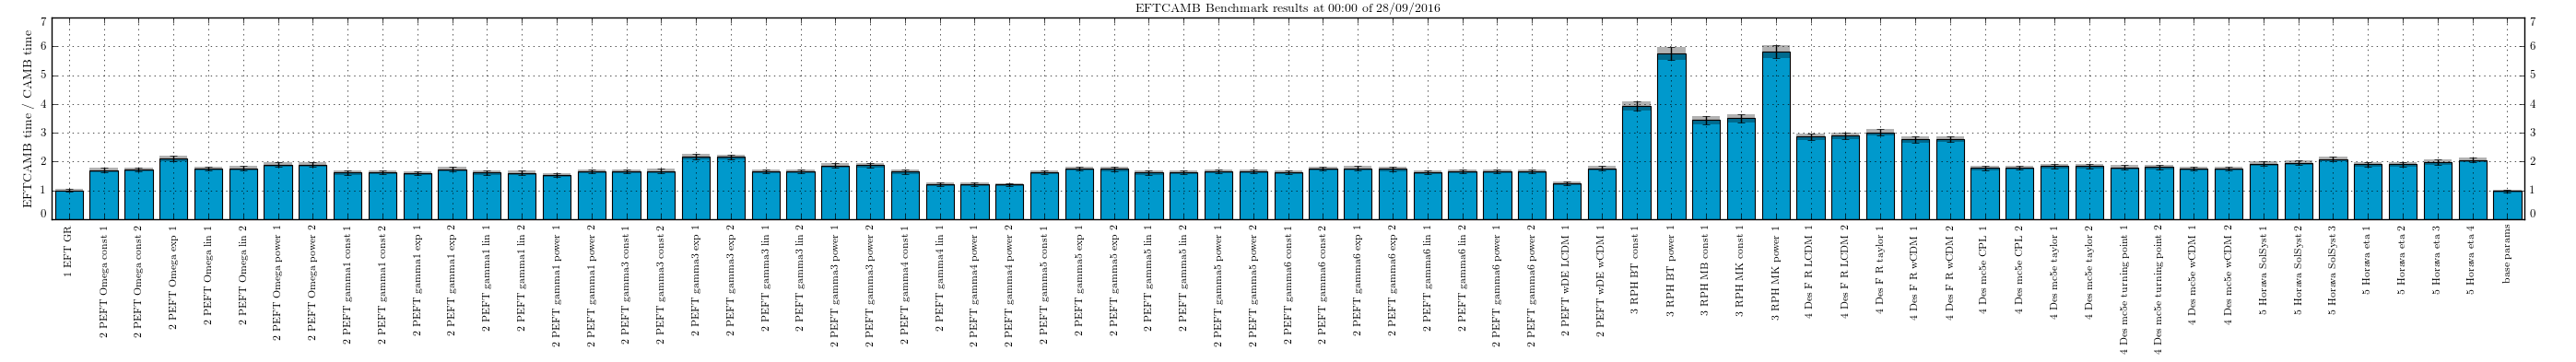 EFTCAMB Benchmark results at 00:00 of 28/09/2016
EFTCAMB time / CAMB time
7
6
5
4
3
2
1
0
7
6
5
4
3
2
1
0
1 EFT GR
2 PEFT Omega const 1
2 PEFT Omega const 2
2 PEFT Omega exp 1
2 PEFT Omega lin 1
2 PEFT Omega lin 2
2 PEFT Omega power 1
2 PEFT Omega power 2
2 PEFT gamma1 const 1
2 PEFT gamma1 const 2
2 PEFT gamma1 exp 1
2 PEFT gamma1 exp 2
2 PEFT gamma1 lin 1
2 PEFT gamma1 lin 2
2 PEFT gamma1 power 1
2 PEFT gamma1 power 2
2 PEFT gamma3 const 1
2 PEFT gamma3 const 2
2 PEFT gamma3 exp 1
2 PEFT gamma3 exp 2
2 PEFT gamma3 lin 1
2 PEFT gamma3 lin 2
2 PEFT gamma3 power 1
2 PEFT gamma3 power 2
2 PEFT gamma4 const 1
2 PEFT gamma4 lin 1
2 PEFT gamma4 power 1
2 PEFT gamma4 power 2
2 PEFT gamma5 const 1
2 PEFT gamma5 exp 1
2 PEFT gamma5 exp 2
2 PEFT gamma5 lin 1
2 PEFT gamma5 lin 2
2 PEFT gamma5 power 1
2 PEFT gamma5 power 2
2 PEFT gamma6 const 1
2 PEFT gamma6 const 2
2 PEFT gamma6 exp 1
2 PEFT gamma6 exp 2
2 PEFT gamma6 lin 1
2 PEFT gamma6 lin 2
2 PEFT gamma6 power 1
2 PEFT gamma6 power 2
2 PEFT wDE LCDM 1
2 PEFT wDE wCDM 1
3 RPH BT const 1
3 RPH BT power 1
3 RPH MB const 1
3 RPH MK const 1
3 RPH MK power 1
4 Des F R LCDM 1
4 Des F R LCDM 2
4 Des F R taylor 1
4 Des F R wCDM 1
4 Des F R wCDM 2
4 Des mc5e CPL 1
4 Des mc5e CPL 2
4 Des mc5e taylor 1
4 Des mc5e taylor 2
4 Des mc5e turning point 1
4 Des mc5e turning point 2
4 Des mc5e wCDM 1
4 Des mc5e wCDM 2
5 Horava SolSyst 1
5 Horava SolSyst 2
5 Horava SolSyst 3
5 Horava eta 1
5 Horava eta 2
5 Horava eta 3
5 Horava eta 4
base params